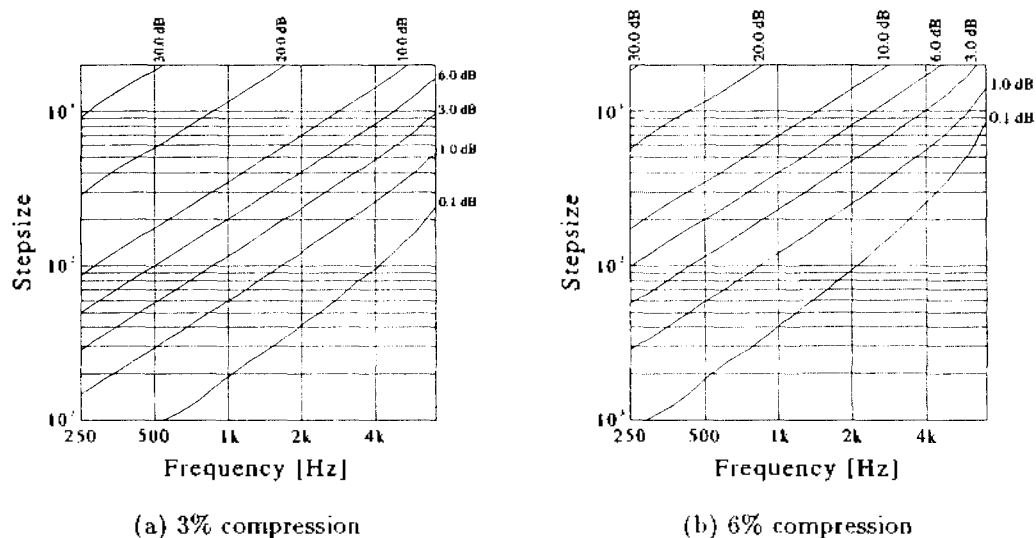 30.0 dB
20.0 dB
10.0 dB
6.0 dB
3.0 dB
1.0 dB
0.1 dB
Stepsize
250
500
1k
2k
4k
Frequency [Hz]
(a) 3% compression
30.0 dB
20.0 dB
10.0 dB
6.0 dB
3.0 dB
1.0 dB
0.1 dB
Stepsize
250
500
1k
2k
4k
Frequency [Hz]
(b) 6% compression